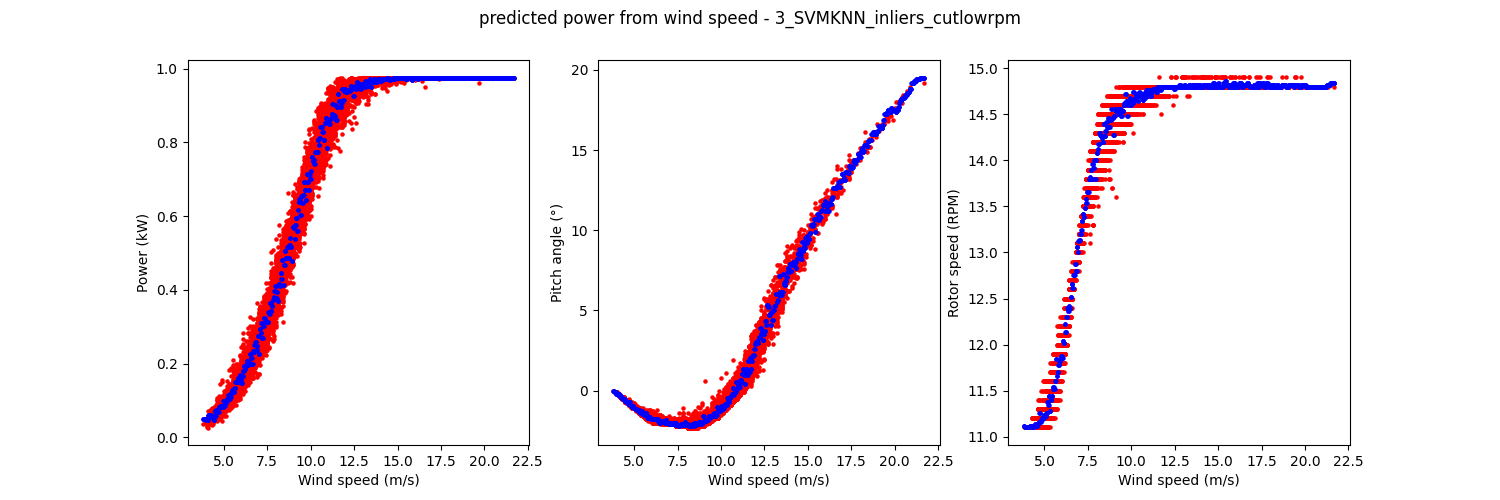 predicted power from wind speed - 3_SVMKNN_inliers_cutlowrpm
Power (kW)
1.0
0.8
0.6
0.4
0.2
0.0
5.0 7.5 10.0 12.5 15.0 17.5 20.0 22.5
Wind speed (m/s)
Pitch angle (°)
20
15
10
5
0
5.0 7.5 10.0 12.5 15.0 17.5 20.0 22.5
Wind speed (m/s)
Rotor speed (RPM)
15.0
14.5
14.0
13.5
13.0
12.5
12.0
11.5
11.0
5.0 7.5 10.0 12.5 15.0 17.5 20.0 22.5
Wind speed (m/s)